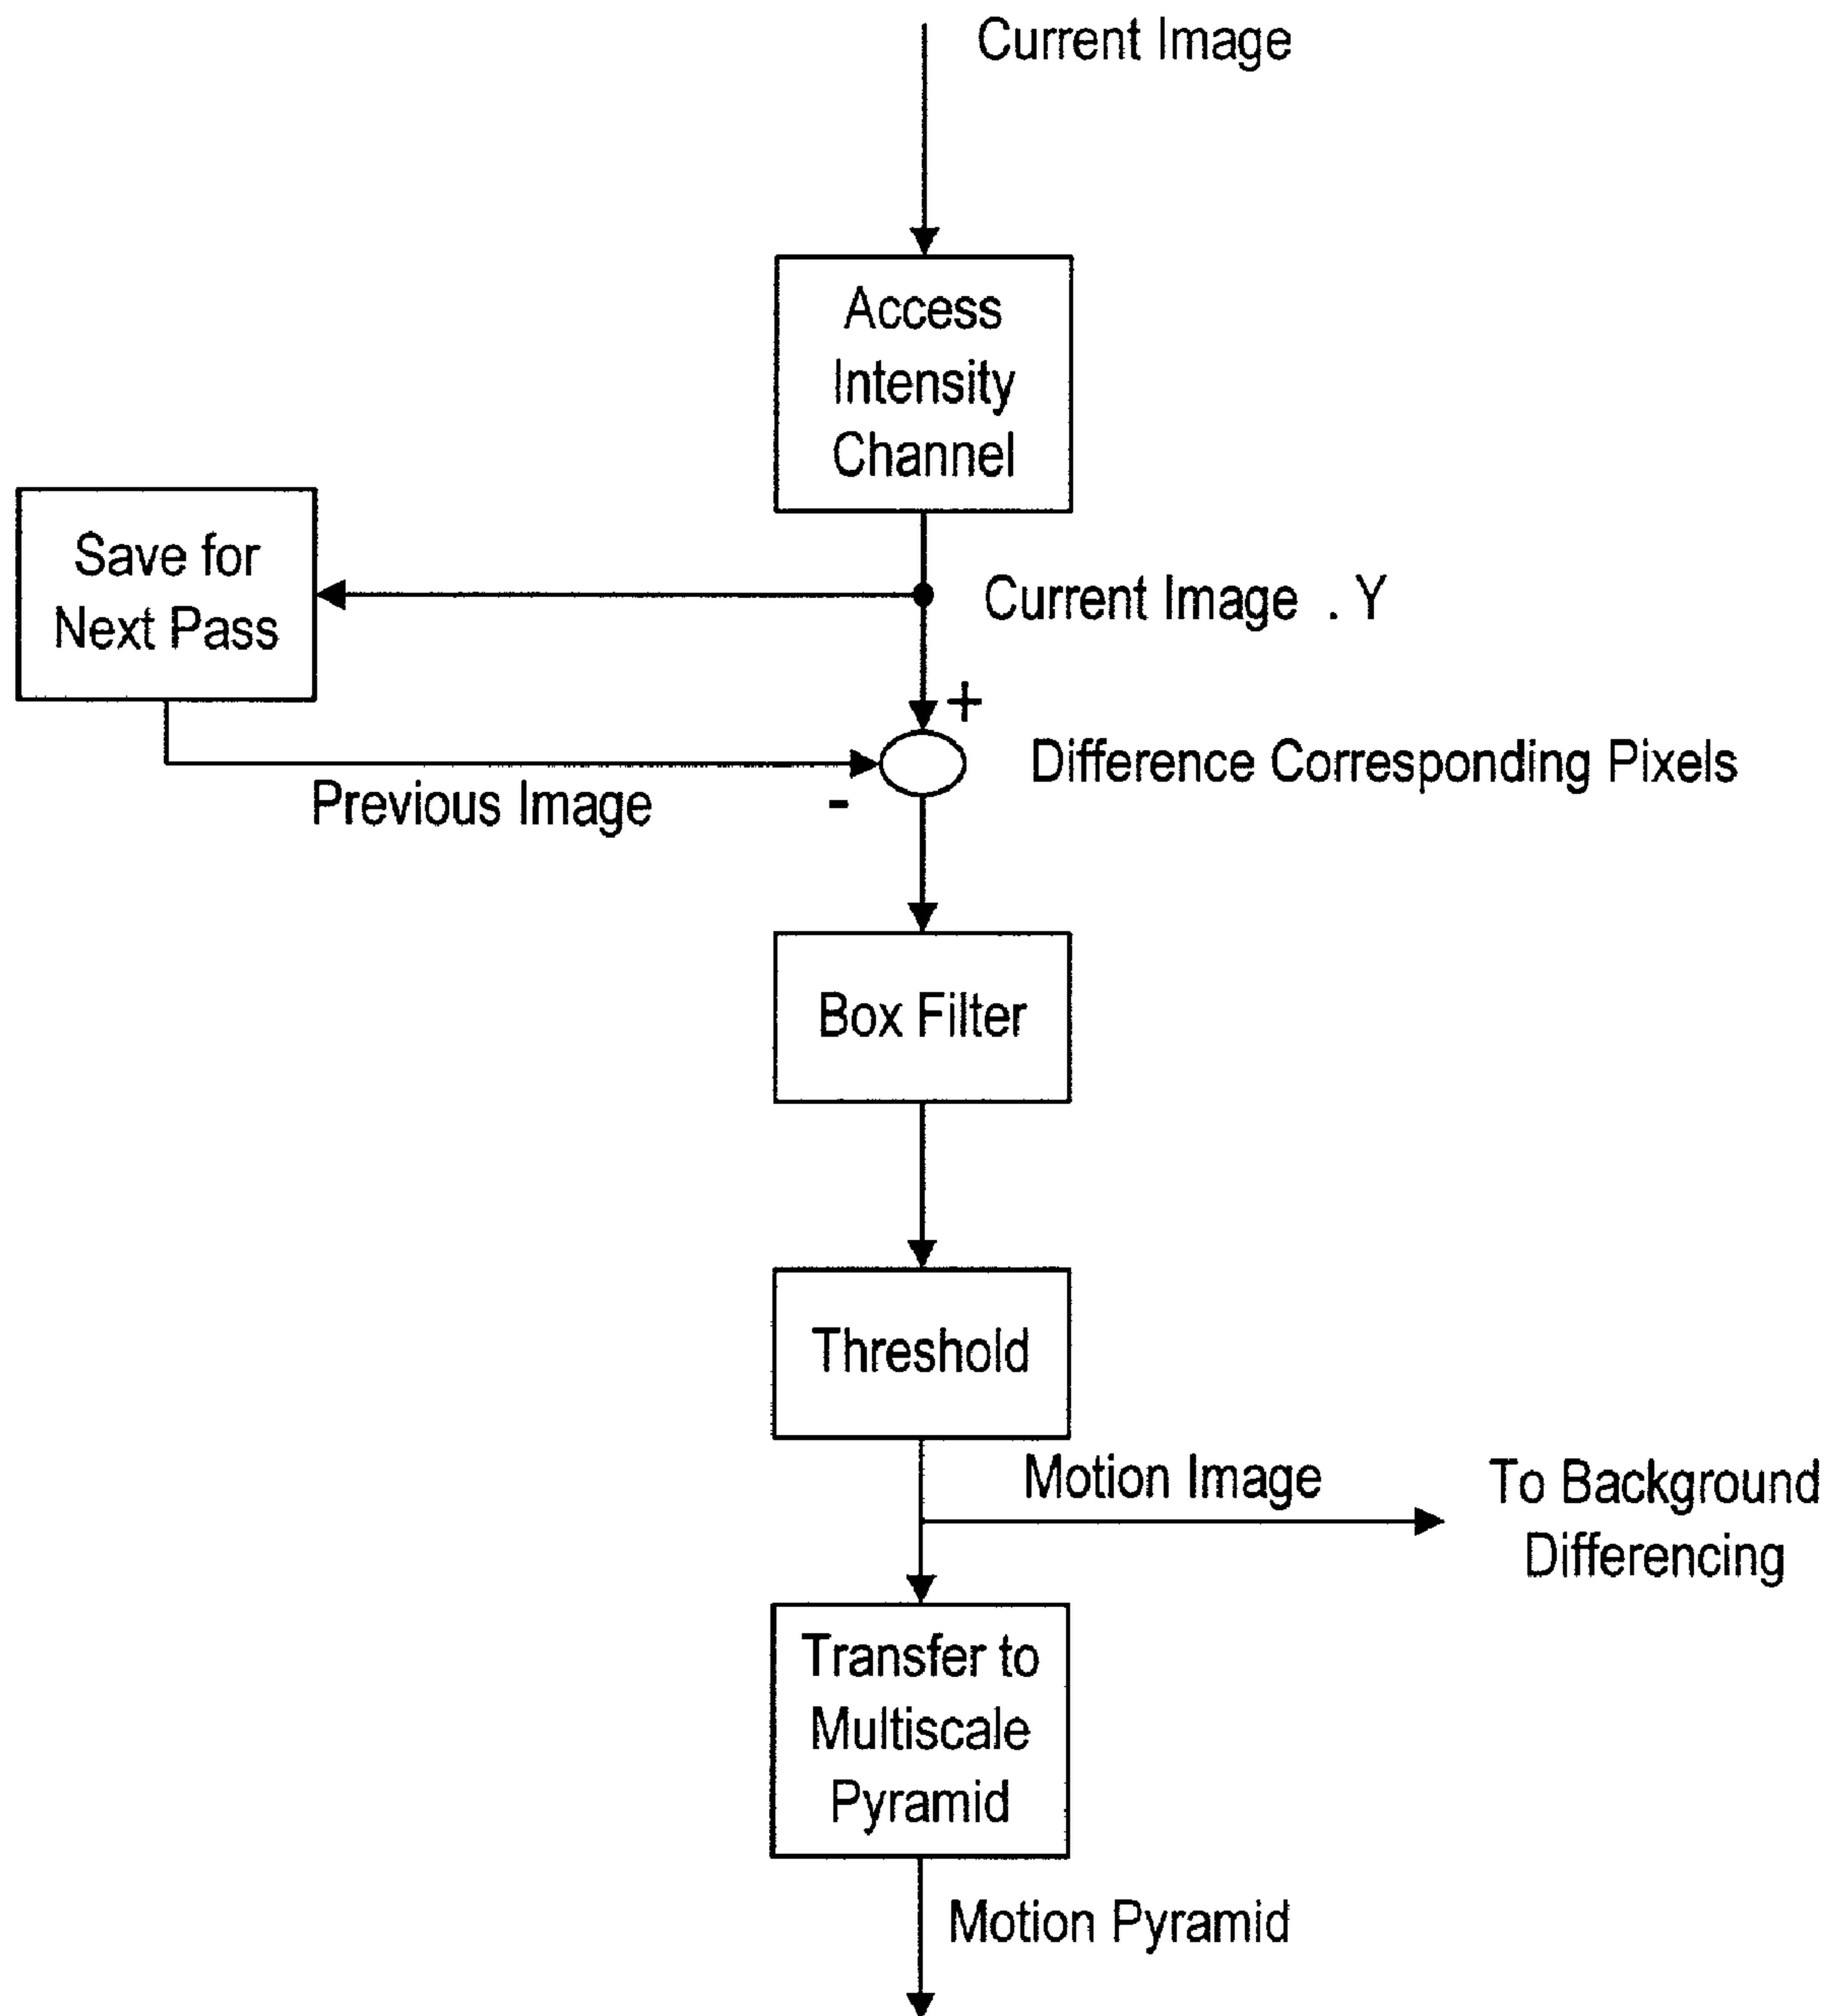 Current Image
Access
Intensity
Channel
Save for
Next Pass
Current Image . Y
+
Difference Corresponding Pixels
Previous Image
-
Box Filter
Threshold
Motion Image
To Background
Differencing
Transfer to
Multiscale
Pyramid
Motion Pyramid